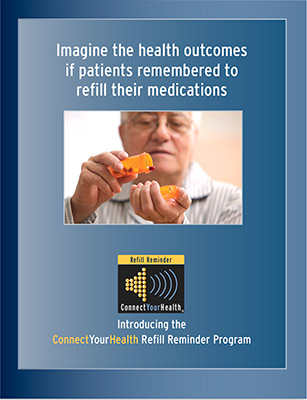 Imagine the health outcomes
if patients remembered to
refill their medications
Refill Reminder
ConnectYourHealth™
Introducing the
ConnectYourHealth Refill Reminder Program